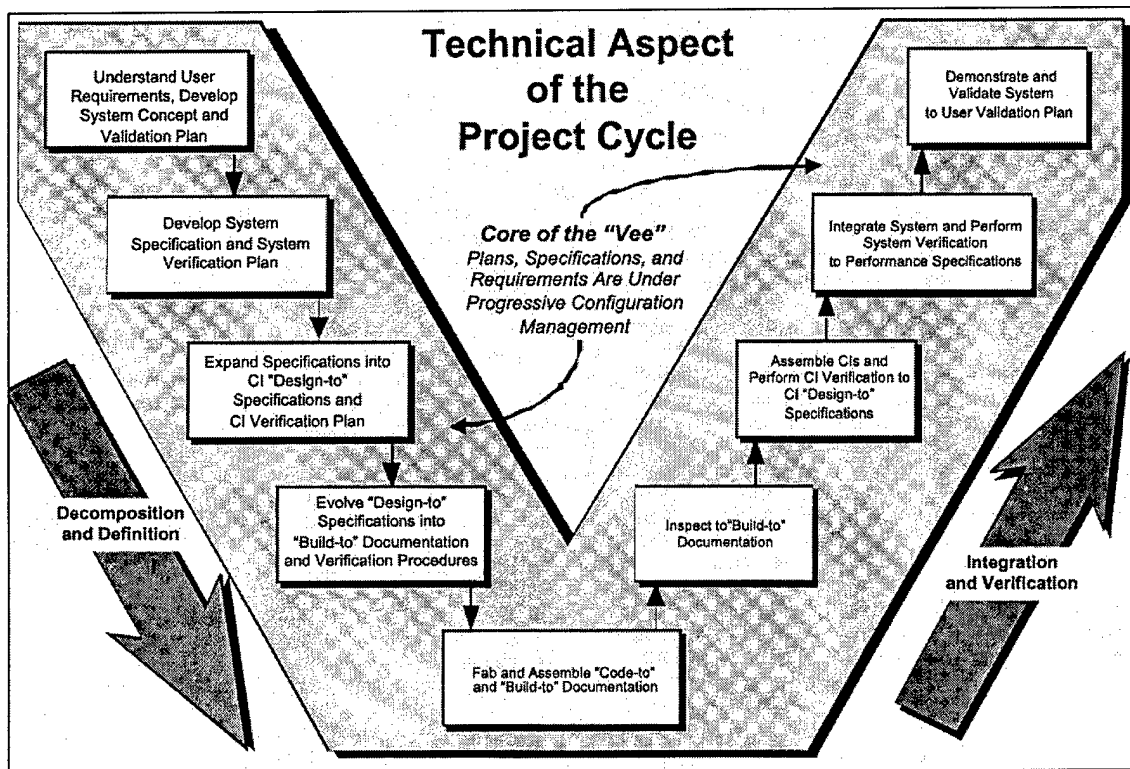 Technical Aspect
of the
Project Cycle
Understand User
Requirements, Develop
System Concept and
Validation Plan
Develop System
Specification and System
Verification Plan
Expand Specifications into
CI "Design-to"
Specifications and
CI Verification Plan
Evolve "Design-to"
Specifications into
"Build-to" Documentation
and Verification Procedures
Fab and Assemble "Code-to"
and "Build-to" Documentation
Inspect to"Build-to"
Documentation
Assemble CIs and
Perform CI Verification to
CI "Design-to"
Specifications
Integrate System and Perform
System Verification
to Performance Specifications
Demonstrate and
Validate System
to User Validation Plan
Core of the "Vee"
Plans, Specifications, and
Requirements Are Under
Progressive Configuration
Management
Decomposition
and Definition
Integration
and Verification